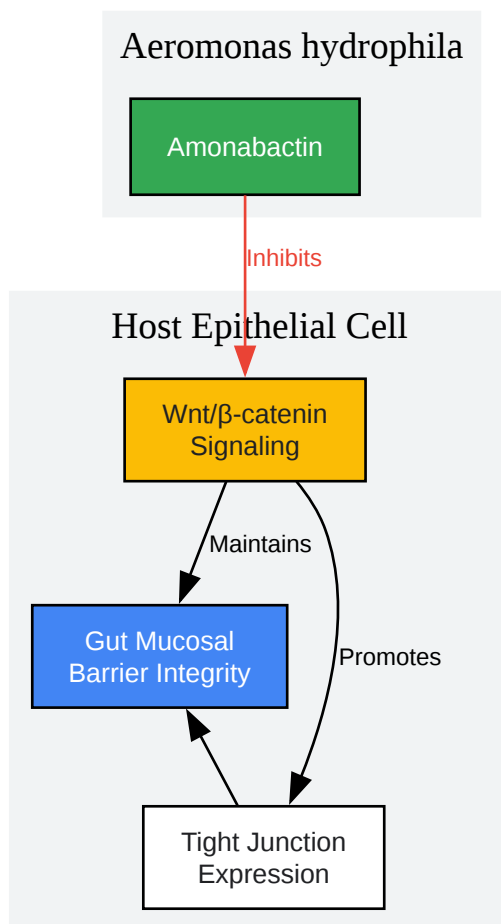 Aeromonas hydrophila
Amonabactin
Inhibits
Host Epithelial Cell
Wnt/β-catenin
Signaling
Maintains
Gut Mucosal
Barrier Integrity
Promotes
Tight Junction
Expression